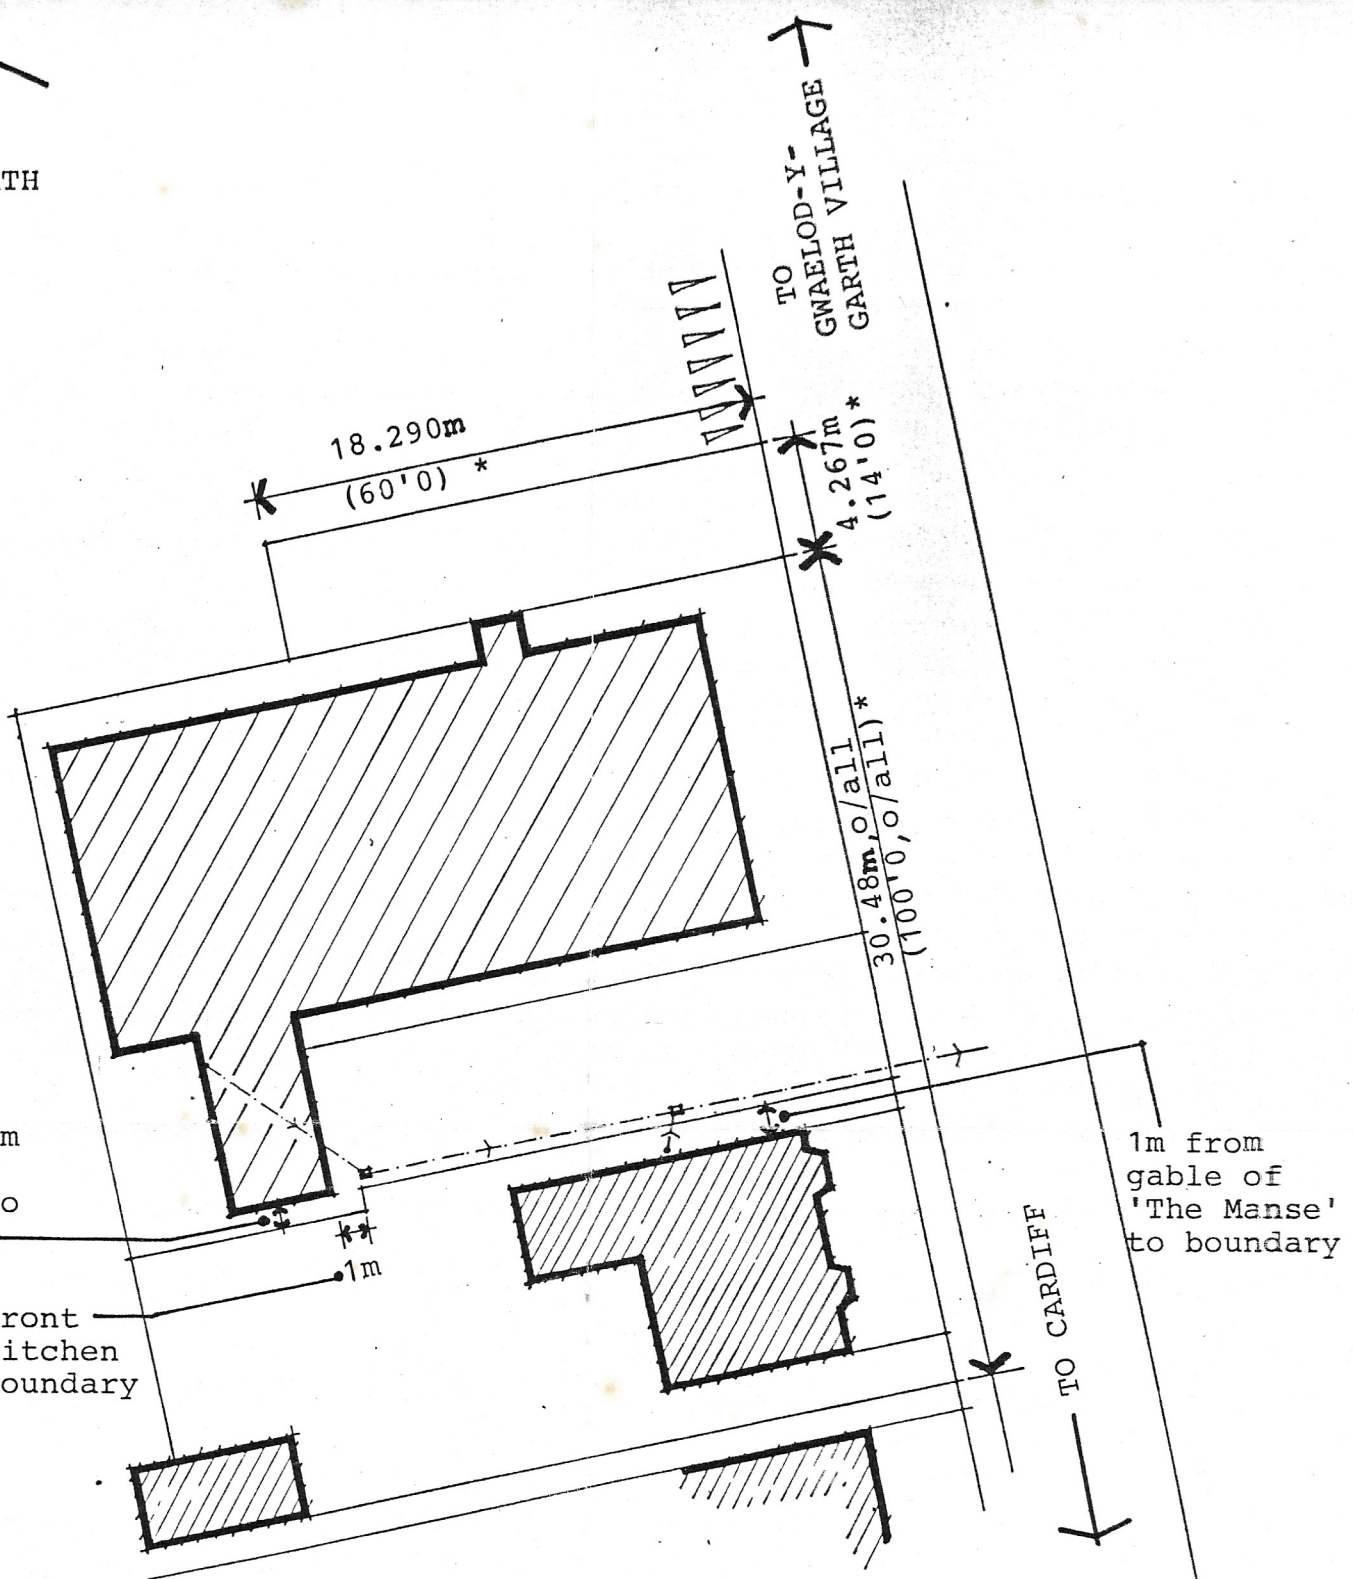 TO
GWAELOD-Y-
GARTH VILLAGE
TH
18.290m
(60'0) *
4.267m
(14'0)*
30.48m,o/all
(100'0,o/all)*
m
o
1m
ront
itchen
oundary
1m from
gable of
'The Manse'
to boundary
TO CARDIFF